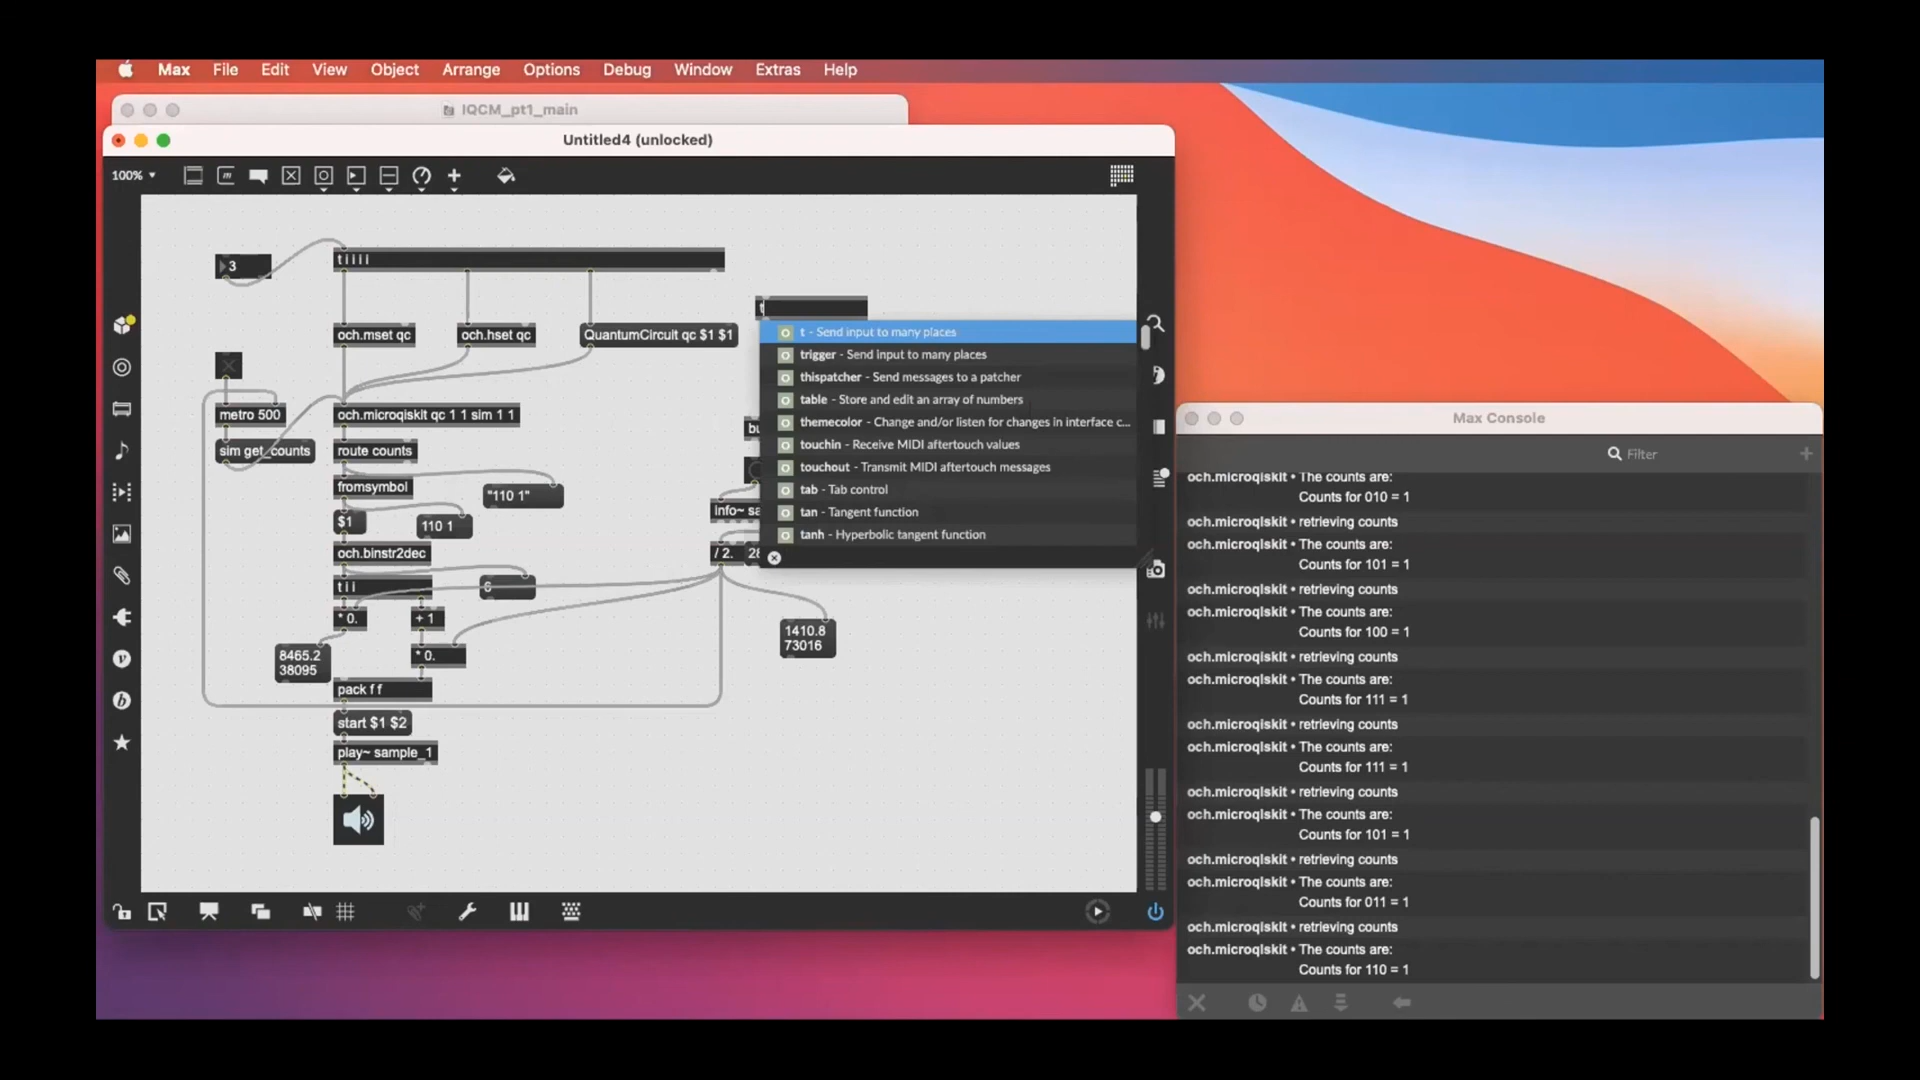 Max File Edit View Object Arrange Options Debug Window Extras Help
IQCM_pt1_main
Untitled4 (unlocked)
100%
3
t i i i i
t
och.mset qc
och.hset qc
QuantumCircuit qc $1 $1
t - Send input to many places
trigger - Send input to many places
thispatcher - Send messages to a patcher
table - Store and edit an array of numbers
themecolor - Change and/or listen for changes in interface c...
touchin - Receive MIDI aftertouch values
touchout - Transmit MIDI aftertouch messages
tab - Tab control
tan - Tangent function
tanh - Hyperbolic tangent function
metro 500
och.microqiskit qc 1 1 sim 1 1
bu
sim get_counts
route counts
fromsymbol
"110 1"
info~ sa
$1
110 1
och.binstr2dec
/ 2.
28
t i i
6
* 0.
+ 1
8465.2
38095
* 0.
1410.8
73016
pack f f
start $1 $2
play~ sample_1
Max Console
Filter
och.microqiskit • The counts are:
Counts for 010 = 1
och.microqiskit • retrieving counts
och.microqiskit • The counts are:
Counts for 101 = 1
och.microqiskit • retrieving counts
och.microqiskit • The counts are:
Counts for 100 = 1
och.microqiskit • retrieving counts
och.microqiskit • The counts are:
Counts for 111 = 1
och.microqiskit • retrieving counts
och.microqiskit • The counts are:
Counts for 111 = 1
och.microqiskit • retrieving counts
och.microqiskit • The counts are:
Counts for 101 = 1
och.microqiskit • retrieving counts
och.microqiskit • The counts are:
Counts for 011 = 1
och.microqiskit • retrieving counts
och.microqiskit • The counts are:
Counts for 110 = 1